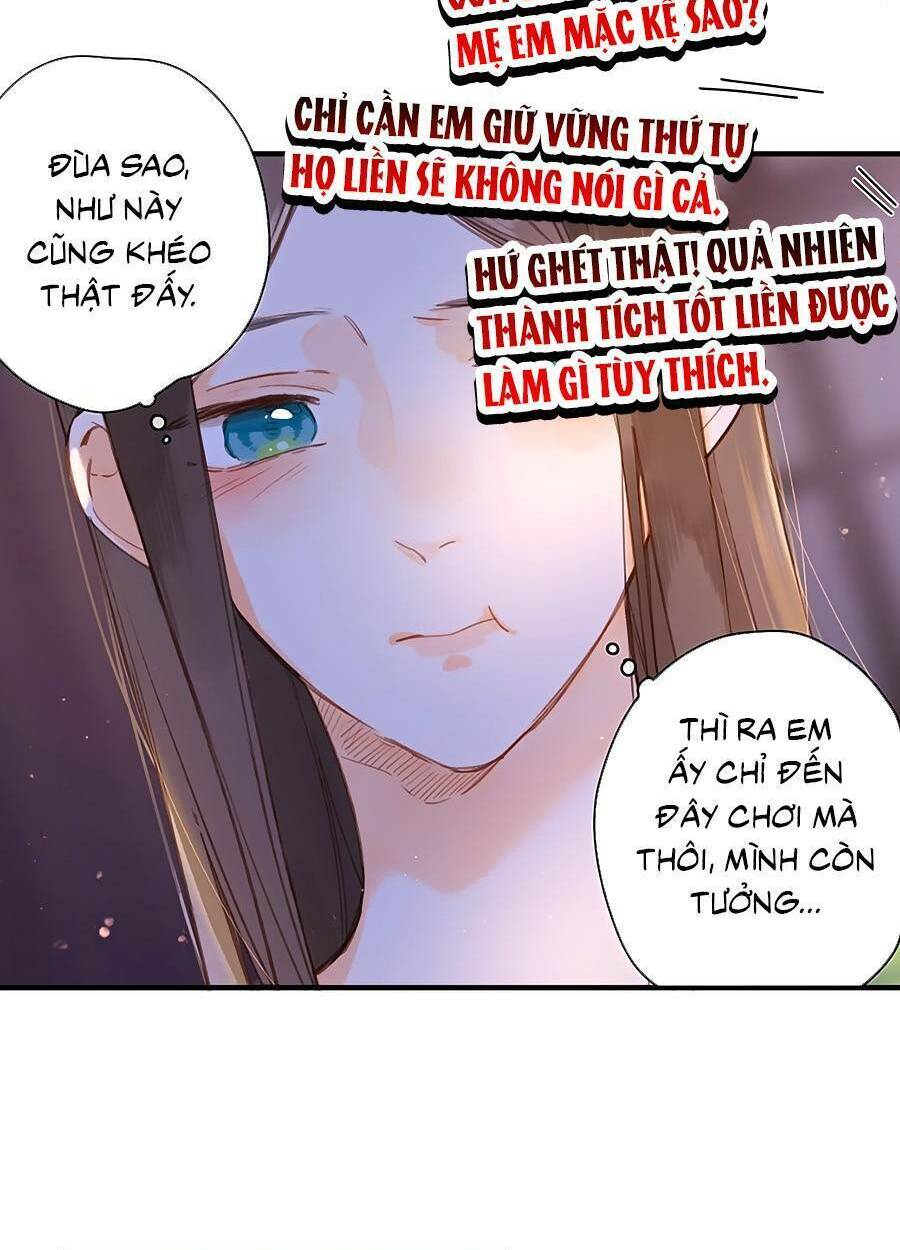 MẸ EM MẶC KỆ SAO?
CHỈ CẦN EM GIỮ VỮNG THỨ TỰ
HỌ LIỀN SẼ KHÔNG NÓI GÌ CẢ.
HỨ GHÉT THẬT! QUẢ NHIÊN
THÀNH TÍCH TỐT LIỀN ĐƯỢC
LÀM GÌ TÙY THÍCH.
ĐÙA SAO,
NHƯ NÀY
CŨNG KHÉO
THẬT ĐẤY.
THÌ RA EM
ẤY CHỈ ĐẾN
ĐÂY CHƠI MÀ
THÔI, MÌNH CÒN
TƯỞNG...